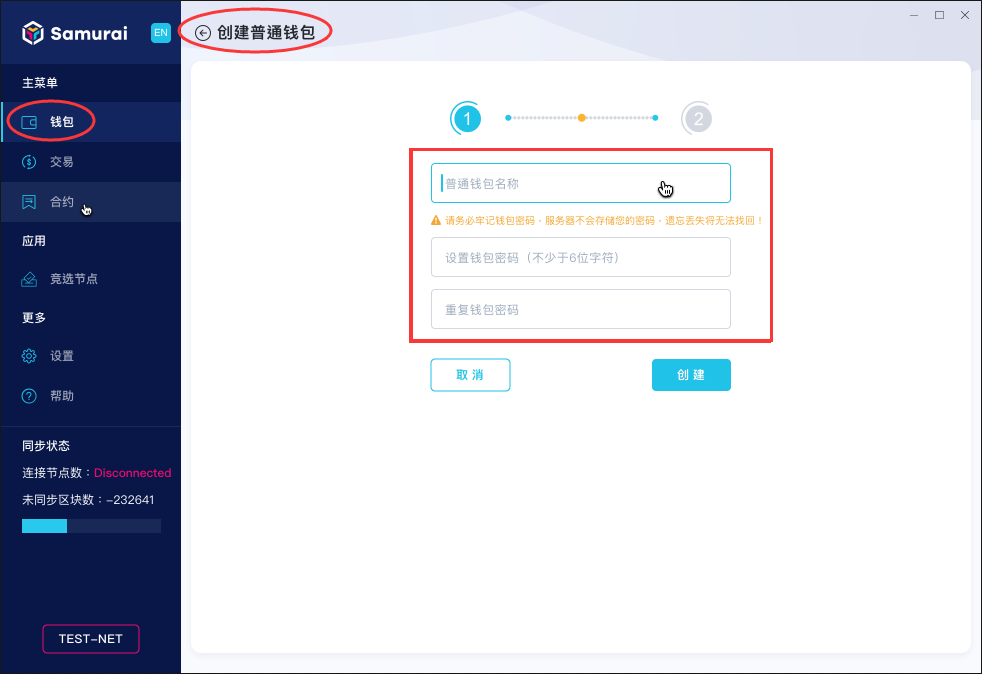 Samurai
EN
主菜单
钱包
交易
合约
应用
竞选节点
更多
设置
帮助
同步状态
连接节点数：Disconnected
未同步区块数：-232641
TEST-NET
创建普通钱包
1
2
普通钱包名称
请务必牢记钱包密码，服务器不会存储您的密码，遗忘丢失将无法找回！
设置钱包密码（不少于6位字符）
重复钱包密码
取 消
创 建